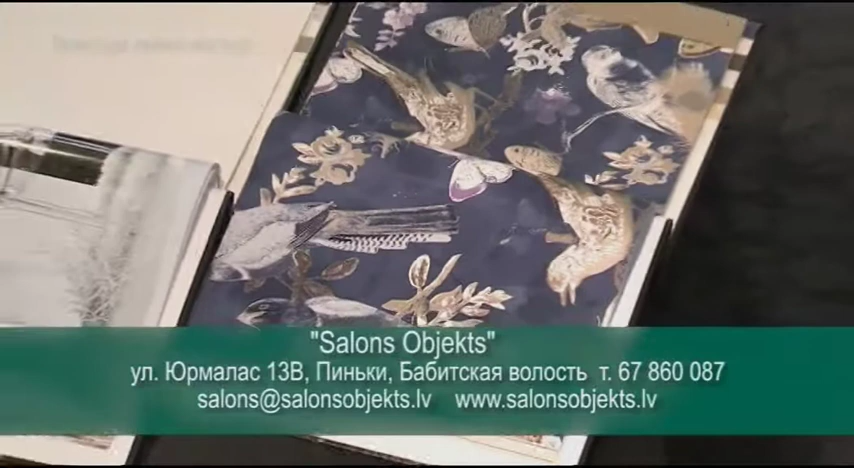 "Salons Objekts"
ул. Юрмалас 13В, Пиньки, Бабитская волость т. 67 860 087
salons@salonsobjekts.lv www.salonsobjekts.lv